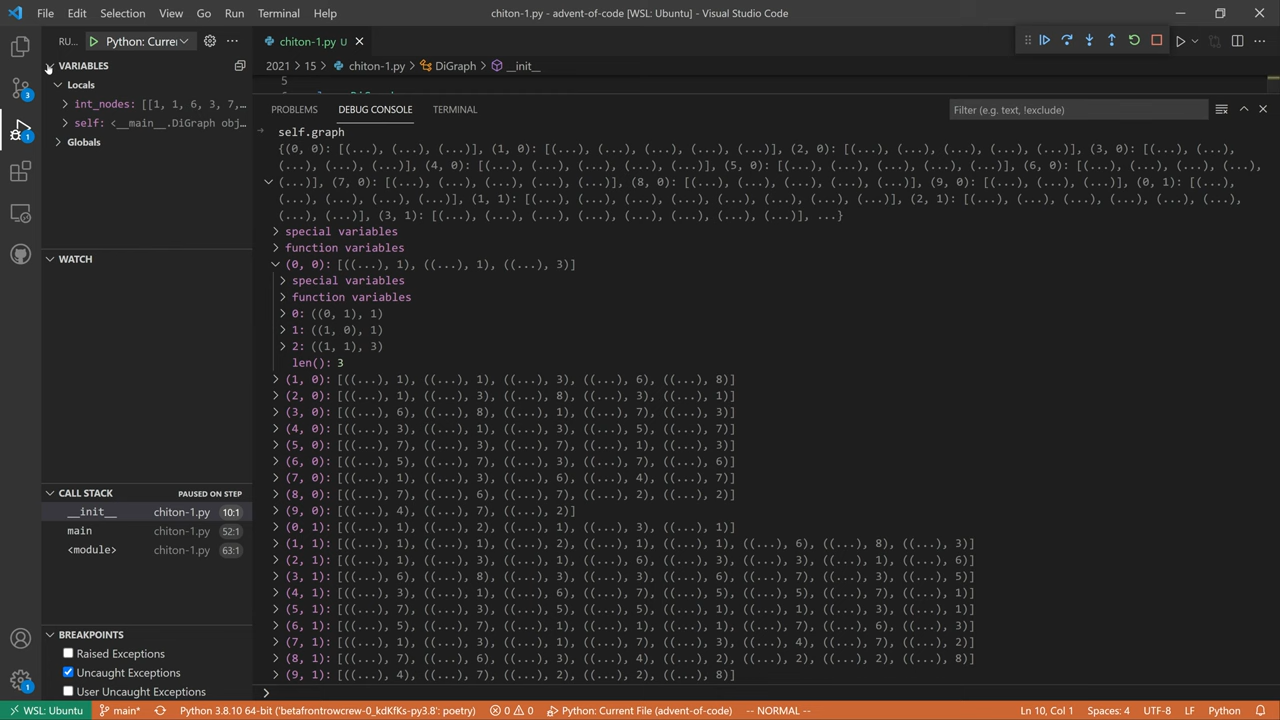 File Edit Selection View Go Run Terminal Help
chiton-1.py - advent-of-code [WSL: Ubuntu] - Visual Studio Code
RU... Python: Currer
chiton-1.py U
VARIABLES
2021 > 15 > chiton-1.py > DiGraph > __init__
5
Locals
int_nodes: [[1, 1, 6, 3, 7,...
self: <__main__.DiGraph obj...
Globals
WATCH
CALL STACK PAUSED ON STEP
__init__ chiton-1.py 10:1
main chiton-1.py 52:1
<module> chiton-1.py 63:1
BREAKPOINTS
Raised Exceptions
Uncaught Exceptions
User Uncaught Exceptions
3
1
1
PROBLEMS DEBUG CONSOLE TERMINAL
Filter (e.g. text, !exclude)
self.graph
{(0, 0): [(...), (...), (...)], (1, 0): [(...), (...), (...), (...), (...)], (2, 0): [(...), (...), (...), (...), (...)], (3, 0): [(...), (...),
(...), (...), (...)], (4, 0): [(...), (...), (...), (...), (...)], (5, 0): [(...), (...), (...), (...), (...)], (6, 0): [(...), (...), (...), (...),
(...)], (7, 0): [(...), (...), (...), (...), (...)], (8, 0): [(...), (...), (...), (...), (...)], (9, 0): [(...), (...), (...)], (0, 1): [(...),
(...), (...), (...), (...)], (1, 1): [(...), (...), (...), (...), (...), (...), (...), (...)], (2, 1): [(...), (...), (...), (...), (...), (...),
(...), (...)], (3, 1): [(...), (...), (...), (...), (...), (...), (...), (...)], ...}
special variables
function variables
(0, 0): [((...), 1), ((...), 1), ((...), 3)]
special variables
function variables
0: ((0, 1), 1)
1: ((1, 0), 1)
2: ((1, 1), 3)
len(): 3
(1, 0): [((...), 1), ((...), 1), ((...), 3), ((...), 6), ((...), 8)]
(2, 0): [((...), 1), ((...), 3), ((...), 8), ((...), 3), ((...), 1)]
(3, 0): [((...), 6), ((...), 8), ((...), 1), ((...), 7), ((...), 3)]
(4, 0): [((...), 3), ((...), 1), ((...), 3), ((...), 5), ((...), 7)]
(5, 0): [((...), 7), ((...), 3), ((...), 7), ((...), 1), ((...), 3)]
(6, 0): [((...), 5), ((...), 7), ((...), 3), ((...), 7), ((...), 6)]
(7, 0): [((...), 1), ((...), 3), ((...), 6), ((...), 4), ((...), 7)]
(8, 0): [((...), 7), ((...), 6), ((...), 7), ((...), 2), ((...), 2)]
(9, 0): [((...), 4), ((...), 7), ((...), 2)]
(0, 1): [((...), 1), ((...), 2), ((...), 1), ((...), 3), ((...), 1)]
(1, 1): [((...), 1), ((...), 1), ((...), 2), ((...), 1), ((...), 1), ((...), 6), ((...), 8), ((...), 3)]
(2, 1): [((...), 1), ((...), 3), ((...), 1), ((...), 6), ((...), 3), ((...), 3), ((...), 1), ((...), 6)]
(3, 1): [((...), 6), ((...), 8), ((...), 3), ((...), 3), ((...), 6), ((...), 7), ((...), 3), ((...), 5)]
(4, 1): [((...), 3), ((...), 1), ((...), 6), ((...), 7), ((...), 5), ((...), 5), ((...), 7), ((...), 1)]
(5, 1): [((...), 7), ((...), 3), ((...), 5), ((...), 5), ((...), 1), ((...), 1), ((...), 3), ((...), 1)]
(6, 1): [((...), 5), ((...), 7), ((...), 1), ((...), 1), ((...), 1), ((...), 7), ((...), 6), ((...), 3)]
(7, 1): [((...), 1), ((...), 3), ((...), 1), ((...), 7), ((...), 3), ((...), 4), ((...), 7), ((...), 2)]
(8, 1): [((...), 7), ((...), 6), ((...), 3), ((...), 4), ((...), 2), ((...), 2), ((...), 2), ((...), 8)]
(9, 1): [((...), 4), ((...), 7), ((...), 2), ((...), 2), ((...), 8)]
WSL: Ubuntu main* Python 3.8.10 64-bit ('betafrontrowcrew-0_kdKfKs-py3.8': poetry) 0 0 Python: Current File (advent-of-code) -- NORMAL -- Ln 10, Col 1 Spaces: 4 UTF-8 LF Python